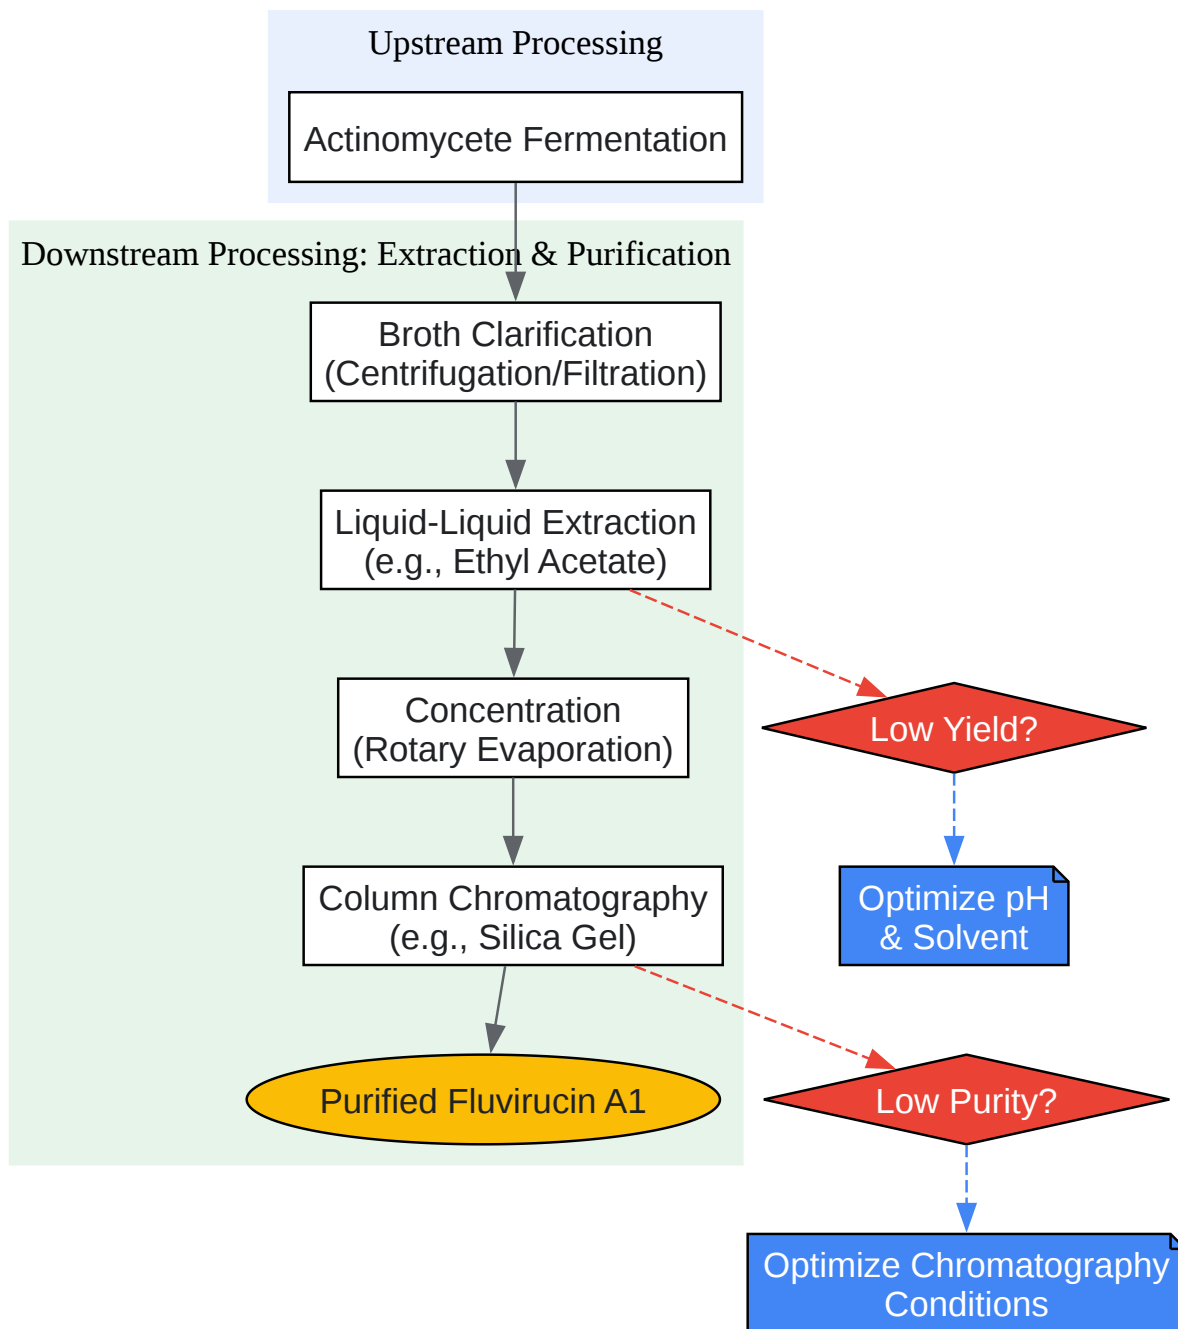 Upstream Processing
Actinomycete Fermentation
Downstream Processing: Extraction & Purification
Broth Clarification
(Centrifugation/Filtration)
Liquid-Liquid Extraction
(e.g., Ethyl Acetate)
Concentration
(Rotary Evaporation)
Low Yield?
Column Chromatography
(e.g., Silica Gel)
Optimize pH
& Solvent
Purified Fluvirucin A1
Low Purity?
Optimize Chromatography
Conditions